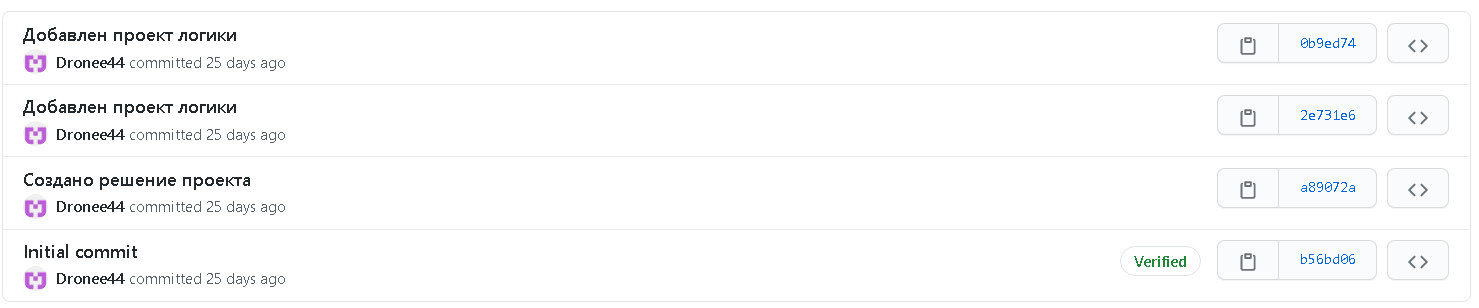 Добавлен проект логики
Dronee44 committed 25 days ago
0b9ed74
Добавлен проект логики
Dronee44 committed 25 days ago
2e731e6
Создано решение проекта
Dronee44 committed 25 days ago
a89072a
Initial commit
Dronee44 committed 25 days ago
Verified
b56bd06